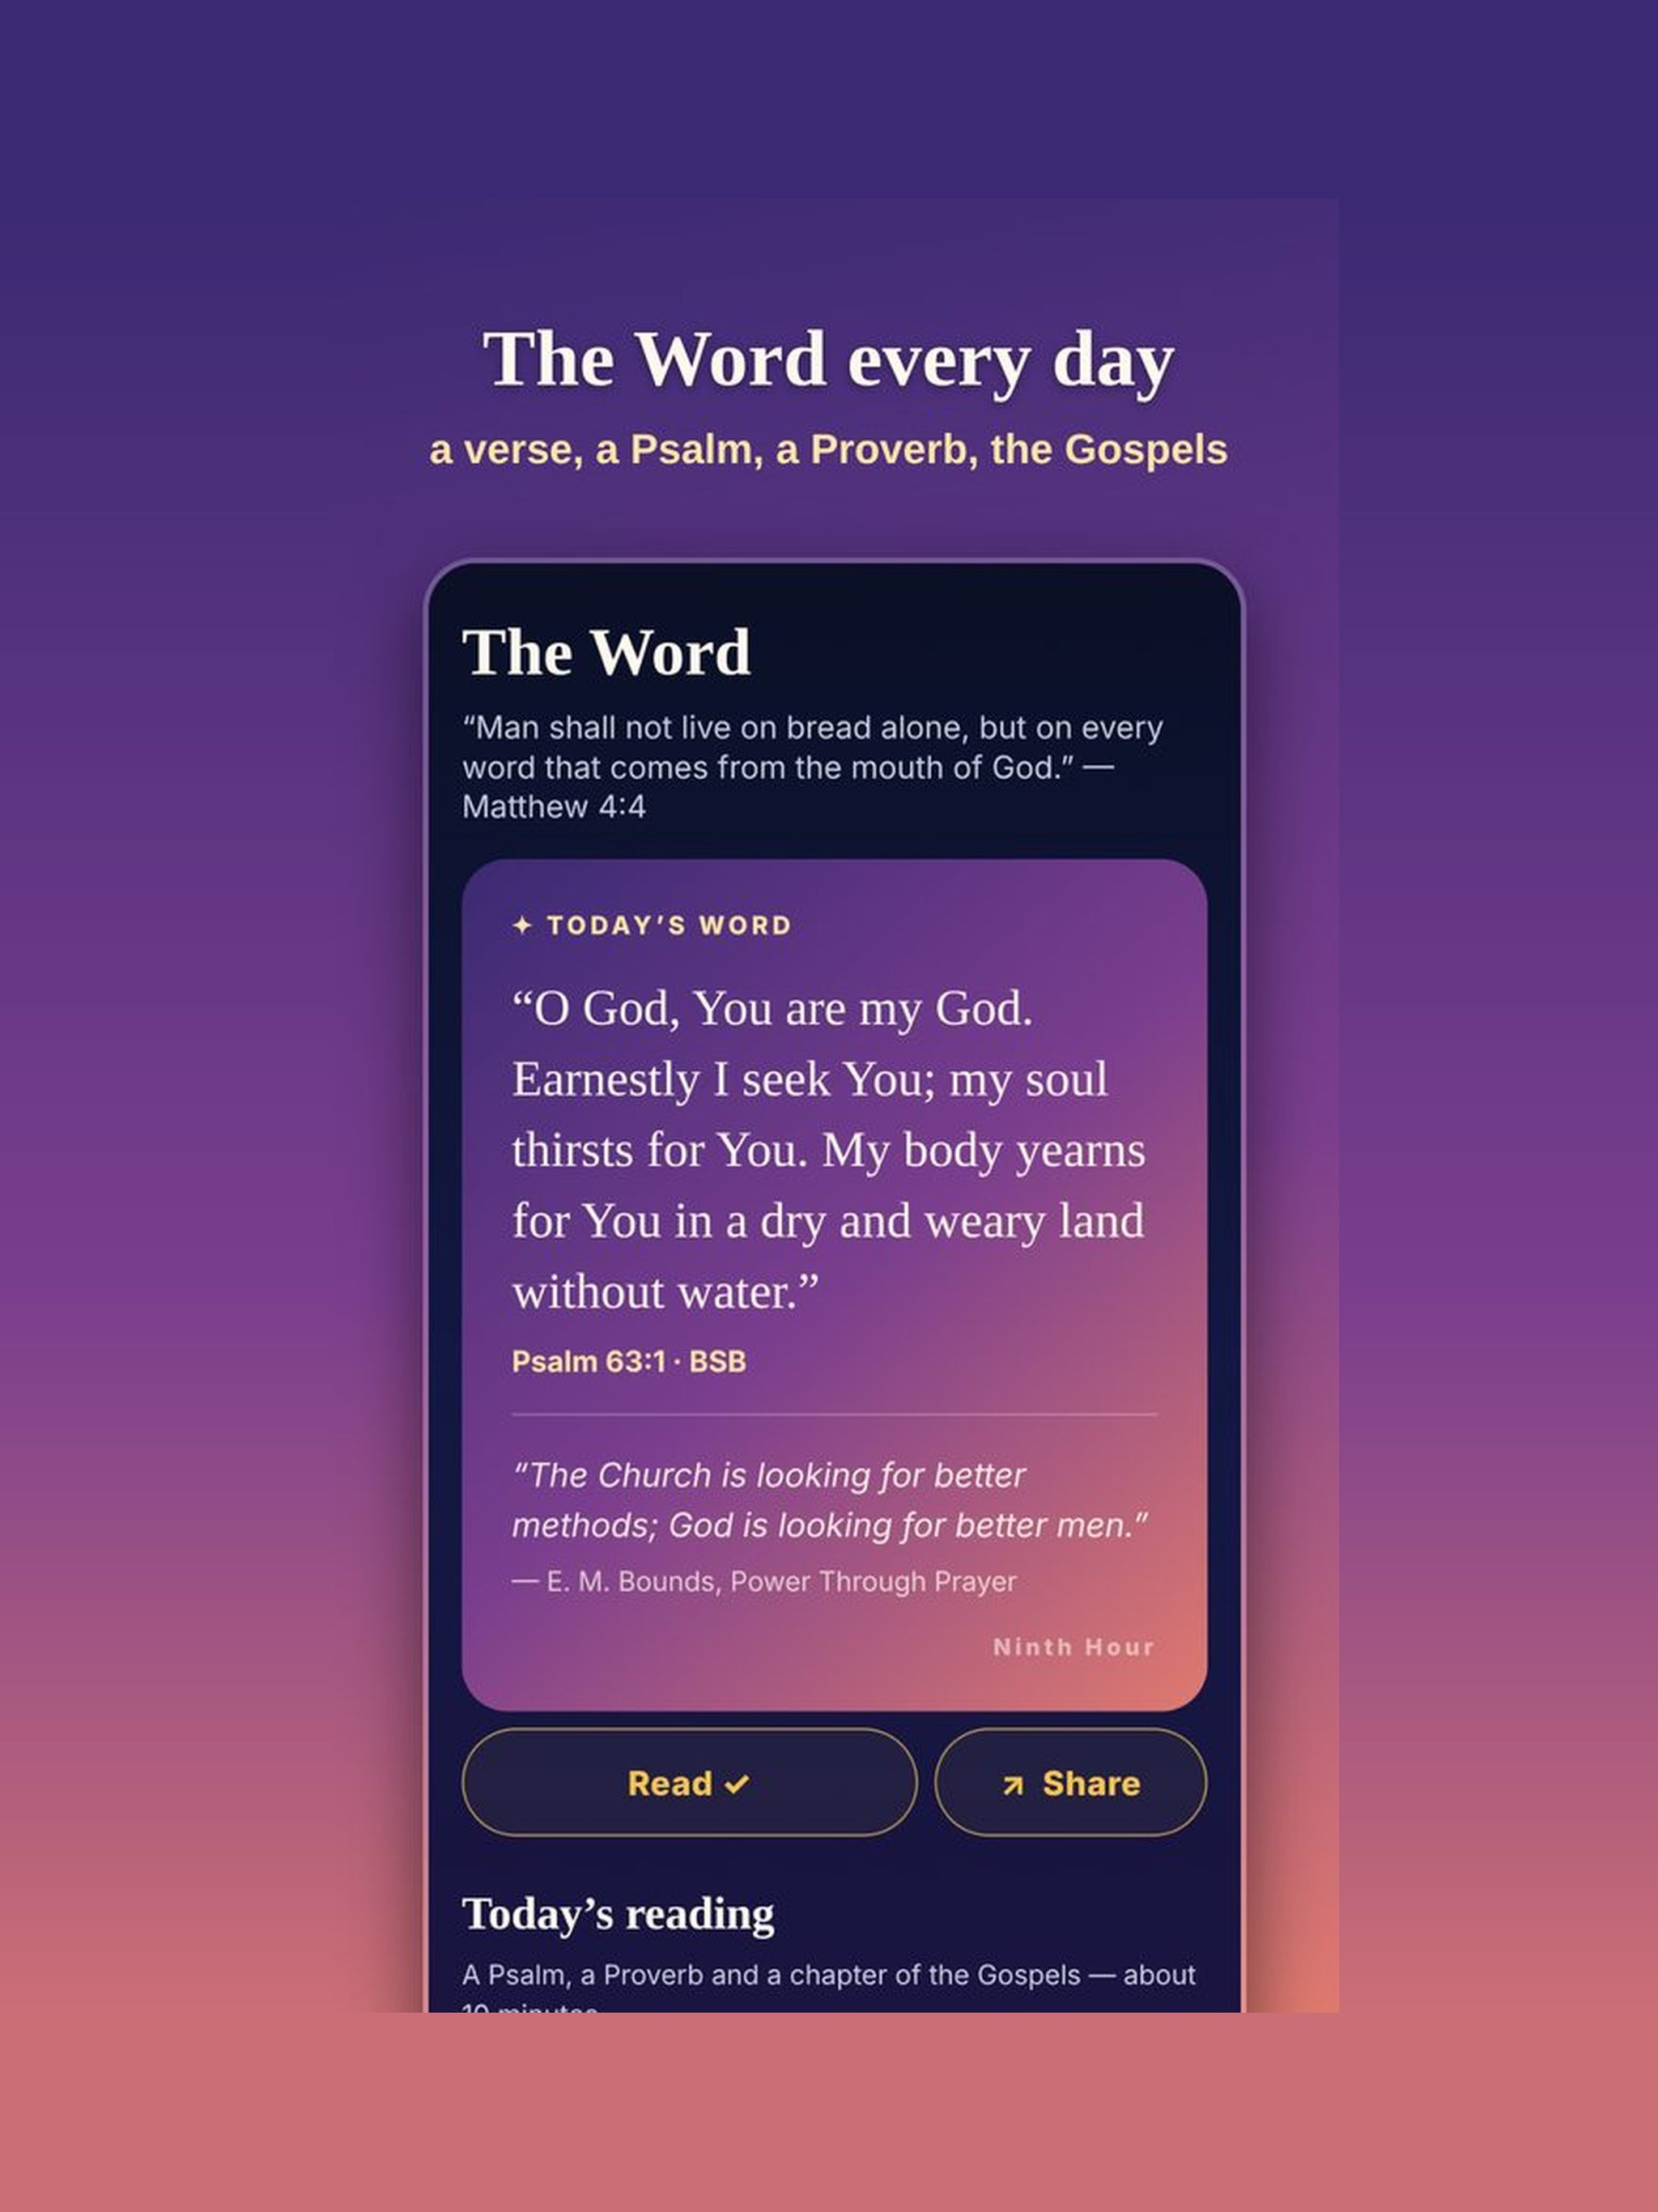 The Word every day
a verse, a Psalm, a Proverb, the Gospels
The Word
“Man shall not live on bread alone, but on every
word that comes from the mouth of God.” —
Matthew 4:4
✦ TODAY’S WORD
“O God, You are my God.
Earnestly I seek You; my soul
thirsts for You. My body yearns
for You in a dry and weary land
without water.”
Psalm 63:1 · BSB
“The Church is looking for better
methods; God is looking for better men.”
— E. M. Bounds, Power Through Prayer
Ninth Hour
Read ✓
↗ Share
Today’s reading
A Psalm, a Proverb and a chapter of the Gospels — about
10 minutes